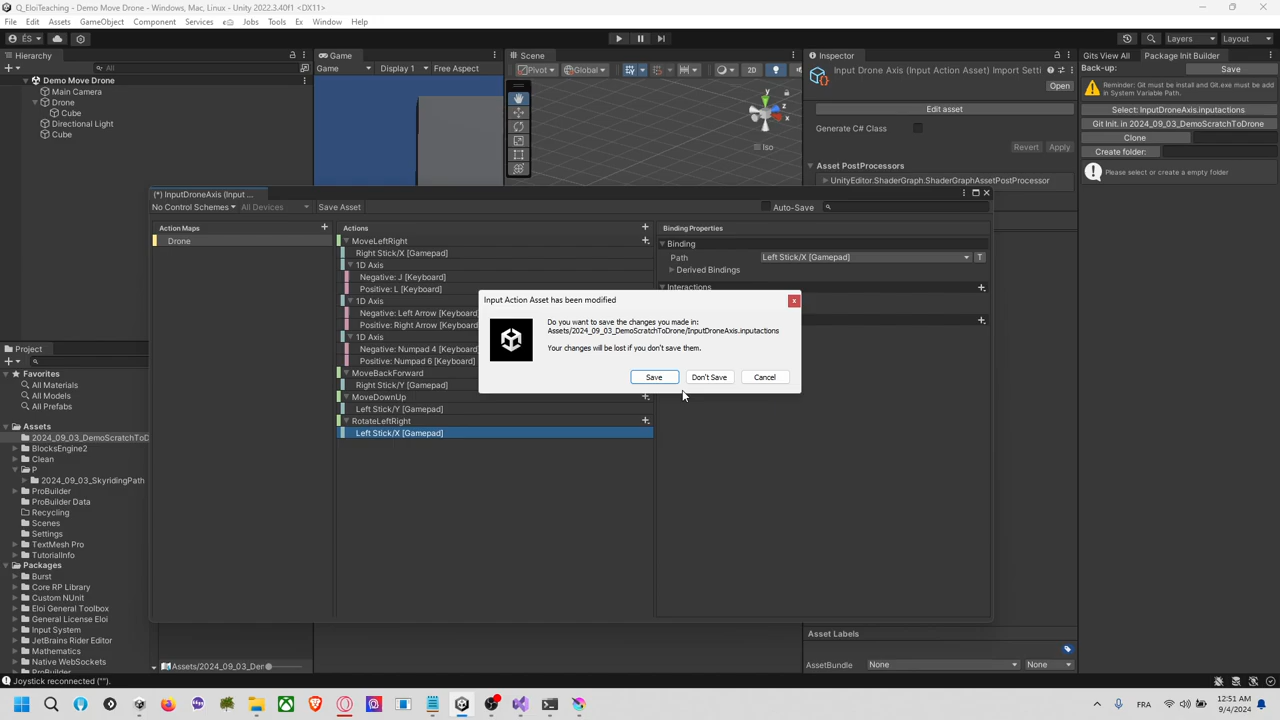 Q_EloiTeaching - Demo Move Drone - Windows, Mac, Linux - Unity 2022.3.40f1 <DX11>
File Edit Assets GameObject Component Services Jobs Tools Ex Window Help
ÉS
Layers Layout
Hierarchy
All
Demo Move Drone
Main Camera
Drone
Cube
Directional Light
Cube
Game
Game Display 1 Free Aspect
Scene
Pivot Global 2D
y
z
x
Iso
Inspector
Input Drone Axis (Input Action Asset) Import Setti
Open
Edit asset
Generate C# Class
Revert Apply
Asset PostProcessors
UnityEditor.ShaderGraph.ShaderGraphAssetPostProcessor
Gits View All Package Init Builder
Save
Reminder: Git must be install and Git.exe must be add
in System Variable Path.
Select: InputDroneAxis.inputactions
Git Init. in 2024_09_03_DemoScratchToDrone
Clone
Create folder:
Please select or create a empty folder
(*) InputDroneAxis (Input ...
No Control Schemes All Devices Save Asset
Auto-Save
Action Maps
Drone
Actions
MoveLeftRight
Right Stick/X [Gamepad]
1D Axis
Negative: J [Keyboard]
Positive: L [Keyboard]
1D Axis
Negative: Left Arrow [Keyboard]
Positive: Right Arrow [Keyboard]
1D Axis
Negative: Numpad 4 [Keyboard]
Positive: Numpad 6 [Keyboard]
MoveBackForward
Right Stick/Y [Gamepad]
MoveDownUp
Left Stick/Y [Gamepad]
RotateLeftRight
Left Stick/X [Gamepad]
Binding Properties
Binding
Path Left Stick/X [Gamepad] T
Derived Bindings
Interactions
Input Action Asset has been modified
Do you want to save the changes you made in:
Assets/2024_09_03_DemoScratchToDrone/InputDroneAxis.inputactions
Your changes will be lost if you don't save them.
Save Don't Save Cancel
Project
Favorites
All Materials
All Models
All Prefabs
Assets
2024_09_03_DemoScratchToD
BlocksEngine2
Clean
P
2024_09_03_SkyridingPath
ProBuilder
ProBuilder Data
Recycling
Scenes
Settings
TextMesh Pro
TutorialInfo
Packages
Burst
Core RP Library
Custom NUnit
Eloi General Toolbox
General License Eloi
Input System
JetBrains Rider Editor
Mathematics
Native WebSockets
ProBuilder
Assets/2024_09_03_Der
Asset Labels
AssetBundle None None
Joystick reconnected ("").
FRA
12:51 AM
9/4/2024